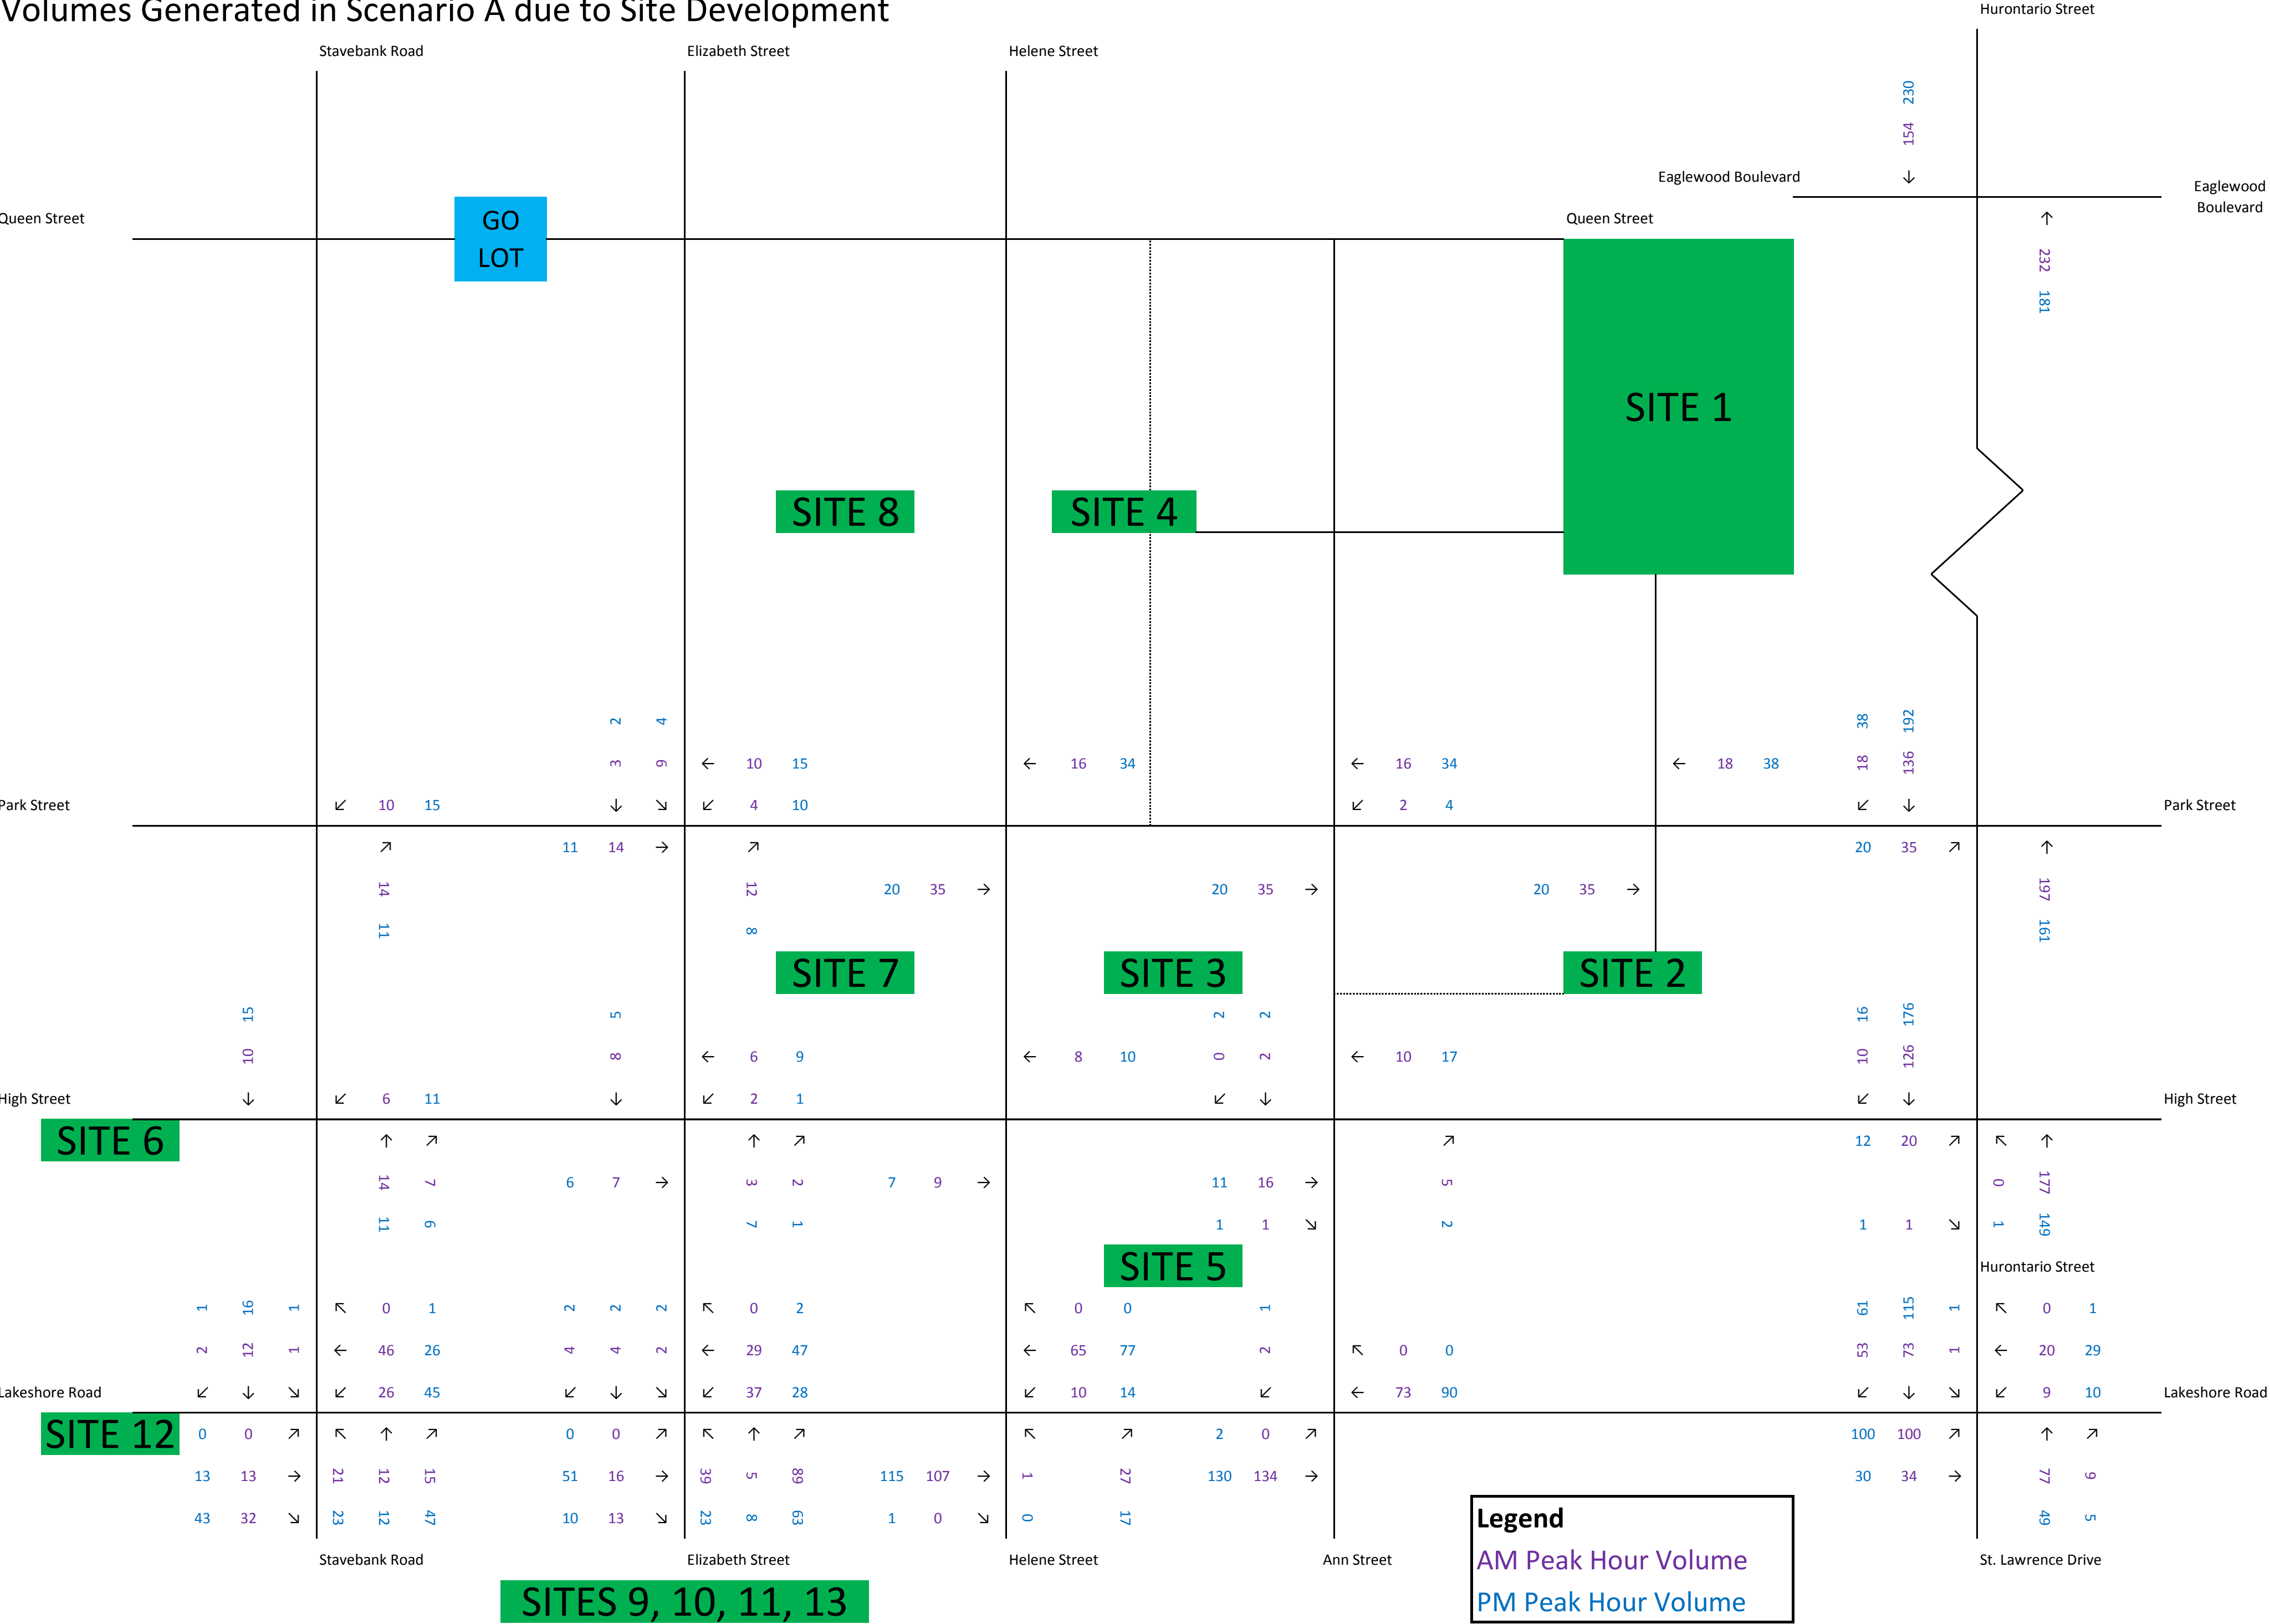 Volumes Generated in Scenario A due to Site Development
Hurontario Street
Stavebank Road Elizabeth Street Helene Street
230
154
Eaglewood Boulevard ↓
Eaglewood
Boulevard
Queen Street GO Queen Street ↑
LOT
232
181
SITE 1
SITE 8 SITE 4
2 4 38 192
3 9 ← 10 15 ← 16 34 ← 16 34 ← 18 38 18 136
Park Street ↙ 10 15 ↓ ↘ ↙ 4 10 ↙ 2 4 ↙ ↓ Park Street
↗ 11 14 → ↗ 20 35 ↗ ↑
14 12 20 35 → 20 35 → 20 35 → 197
11 8 161
SITE 7 SITE 3 SITE 2
15 5 2 2 16 176
10 8 ← 6 9 ← 8 10 0 2 ← 10 17 10 126
High Street ↓ ↙ 6 11 ↓ ↙ 2 1 ↙ ↓ ↙ ↓ High Street
SITE 6 ↑ ↗ ↑ ↗ ↗ 12 20 ↗ ↖ ↑
14 7 6 7 → 3 2 7 9 → 11 16 → 5 0 177
11 9 7 1 1 1 ↘ 2 1 1 ↘ 1 149
SITE 5 Hurontario Street
1 16 1 ↖ 0 1 2 2 2 ↖ 0 2 ↖ 0 0 1 61 115 1 ↖ 0 1
2 12 1 ← 46 26 4 4 2 ← 29 47 ← 65 77 2 ↖ 0 0 53 73 1 ← 20 29
Lakeshore Road ↙ ↓ ↘ ↙ 26 45 ↙ ↓ ↘ ↙ 37 28 ↙ 10 14 ↙ ← 73 90 ↙ ↓ ↘ ↙ 9 10 Lakeshore Road
SITE 12 0 0 ↗ ↖ ↑ ↗ 0 0 ↗ ↖ ↑ ↗ ↖ ↗ 2 0 ↗ 100 100 ↗ ↑ ↗
13 13 → 21 12 15 51 16 → 39 5 89 115 107 → 1 27 130 134 → 30 34 → 77 9
43 32 ↘ 23 12 47 10 13 ↘ 23 8 63 1 0 ↘ 0 17 Legend 49 5
Stavebank Road Elizabeth Street Helene Street Ann Street AM Peak Hour Volume St. Lawrence Drive
SITES 9, 10, 11, 13 PM Peak Hour Volume